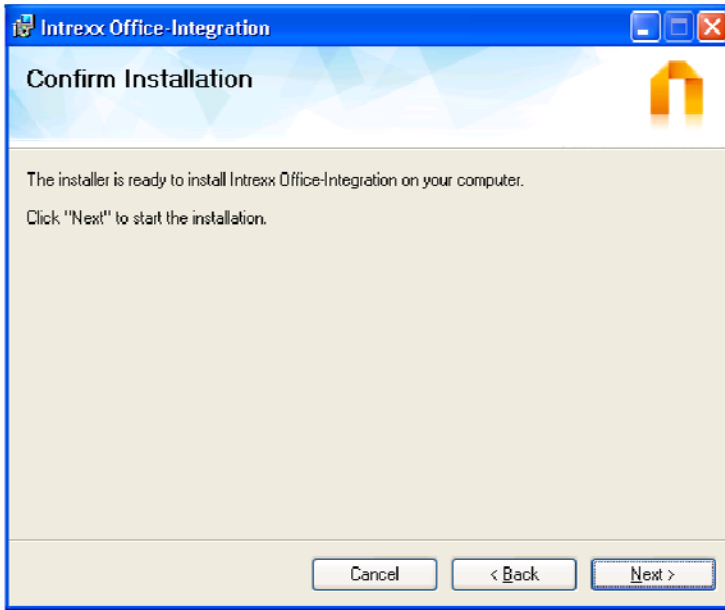 Intrexx Office-Integration
Confirm Installation
The installer is ready to install Intrexx Office-Integration on your computer.
Click "Next" to start the installation.
Cancel
< Back
Next >